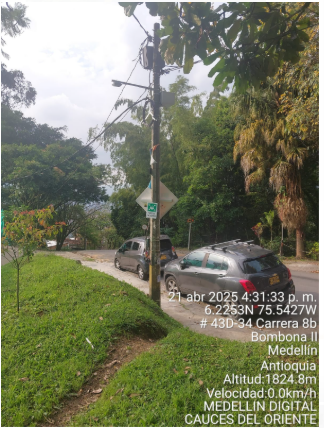 21 abr 2025 4:31:33 p. m.
6.2253N 75.5427W
# 43D-34 Carrera 8b
Bombona II
Medellín
Antioquia
Altitud:1824.8m
Velocidad:0.0km/h
MEDELLIN DIGITAL
CAUCES DEL ORIENTE